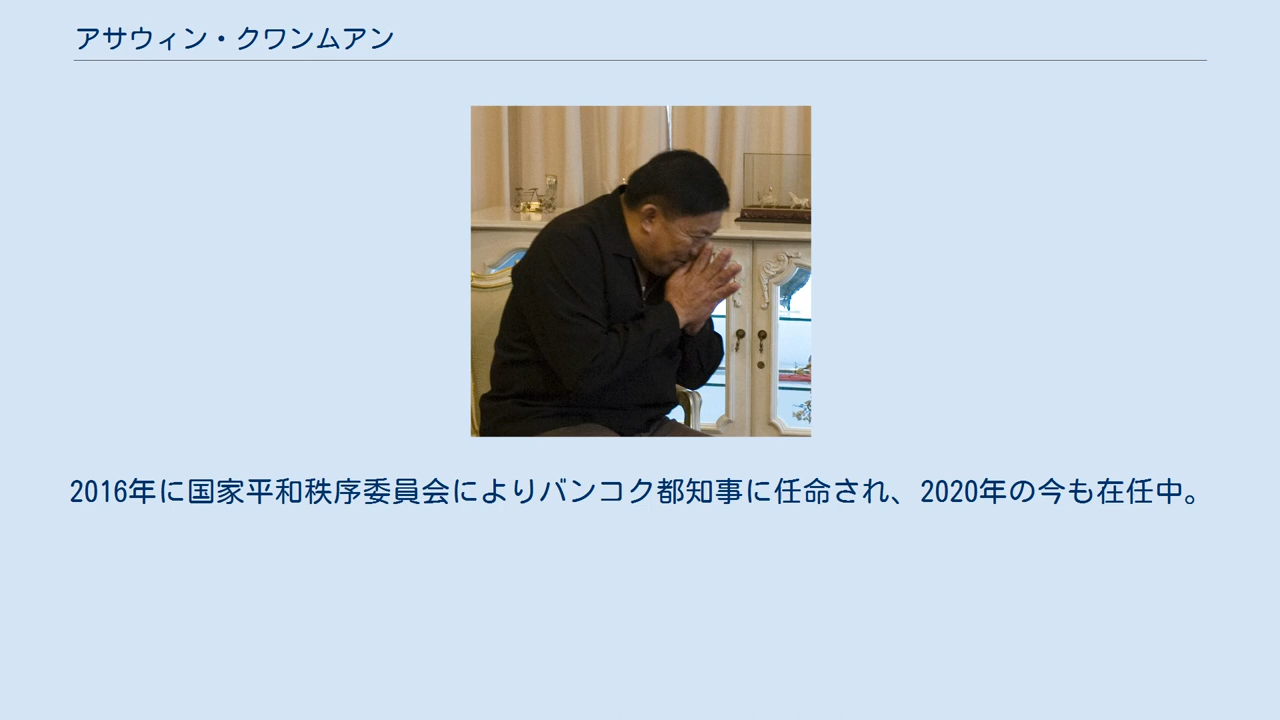 アサウィン・クワンムアン
2016年に国家平和秩序委員会によりバンコク都知事に任命され、2020年の今も在任中。